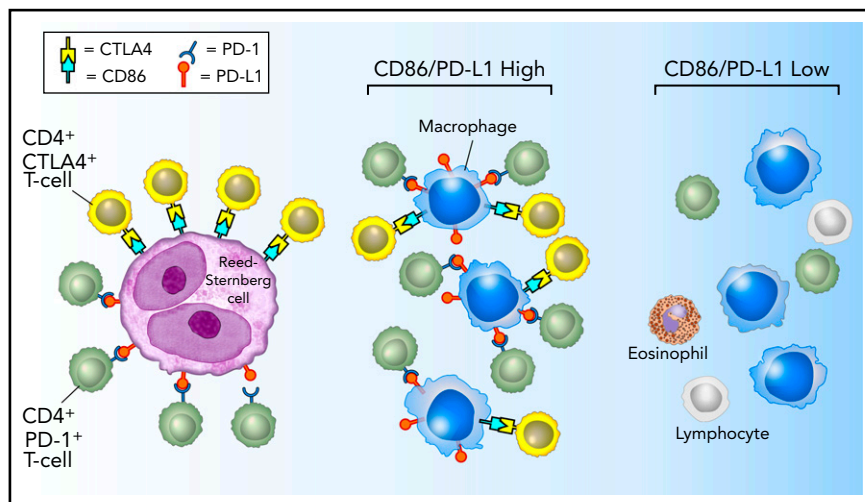 = CTLA4
= PD-1
= CD86
= PD-L1
CD86/PD-L1 High
CD86/PD-L1 Low
Macrophage
CD4⁺
CTLA4⁺
T-cell
Reed-
Sternberg
cell
Eosinophil
CD4⁺
PD-1⁺
T-cell
Lymphocyte